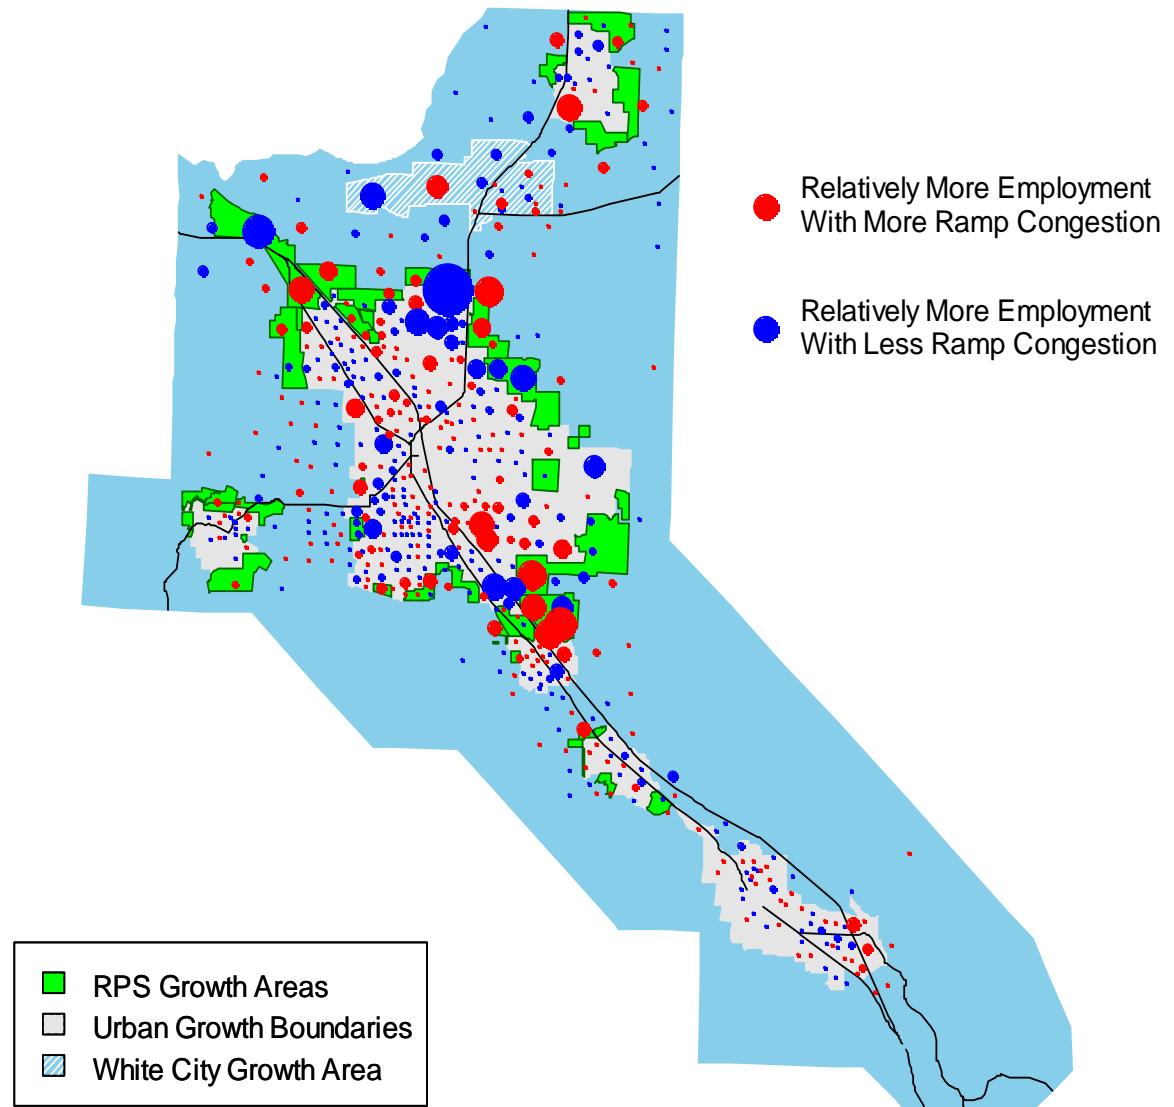 Relatively More Employment
With More Ramp Congestion
Relatively More Employment
With Less Ramp Congestion
RPS Growth Areas
Urban Growth Boundaries
White City Growth Area